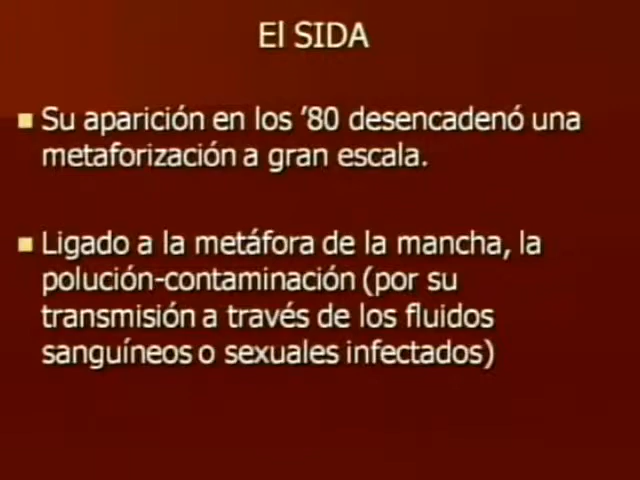 El SIDA
Su aparición en los '80 desencadenó una
metaforización a gran escala.
Ligado a la metáfora de la mancha, la
polución-contaminación (por su
transmisión a través de los fluidos
sanguíneos o sexuales infectados)